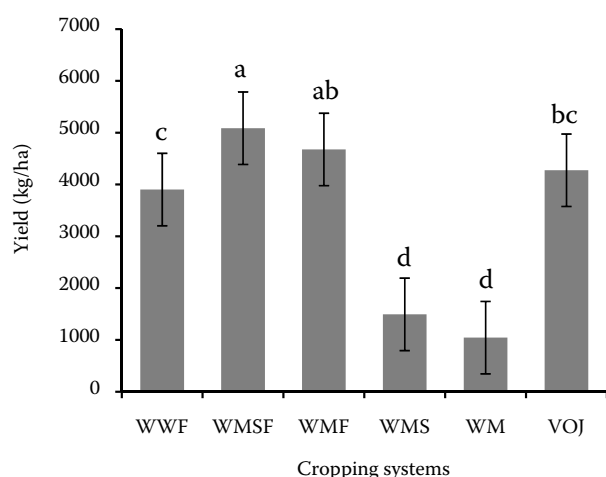 7000
6000
5000
4000
3000
2000
1000
0
Yield (kg/ha)
c
a
ab
d
d
bc
WWF WMSF WMF WMS WM VOJ
Cropping systems